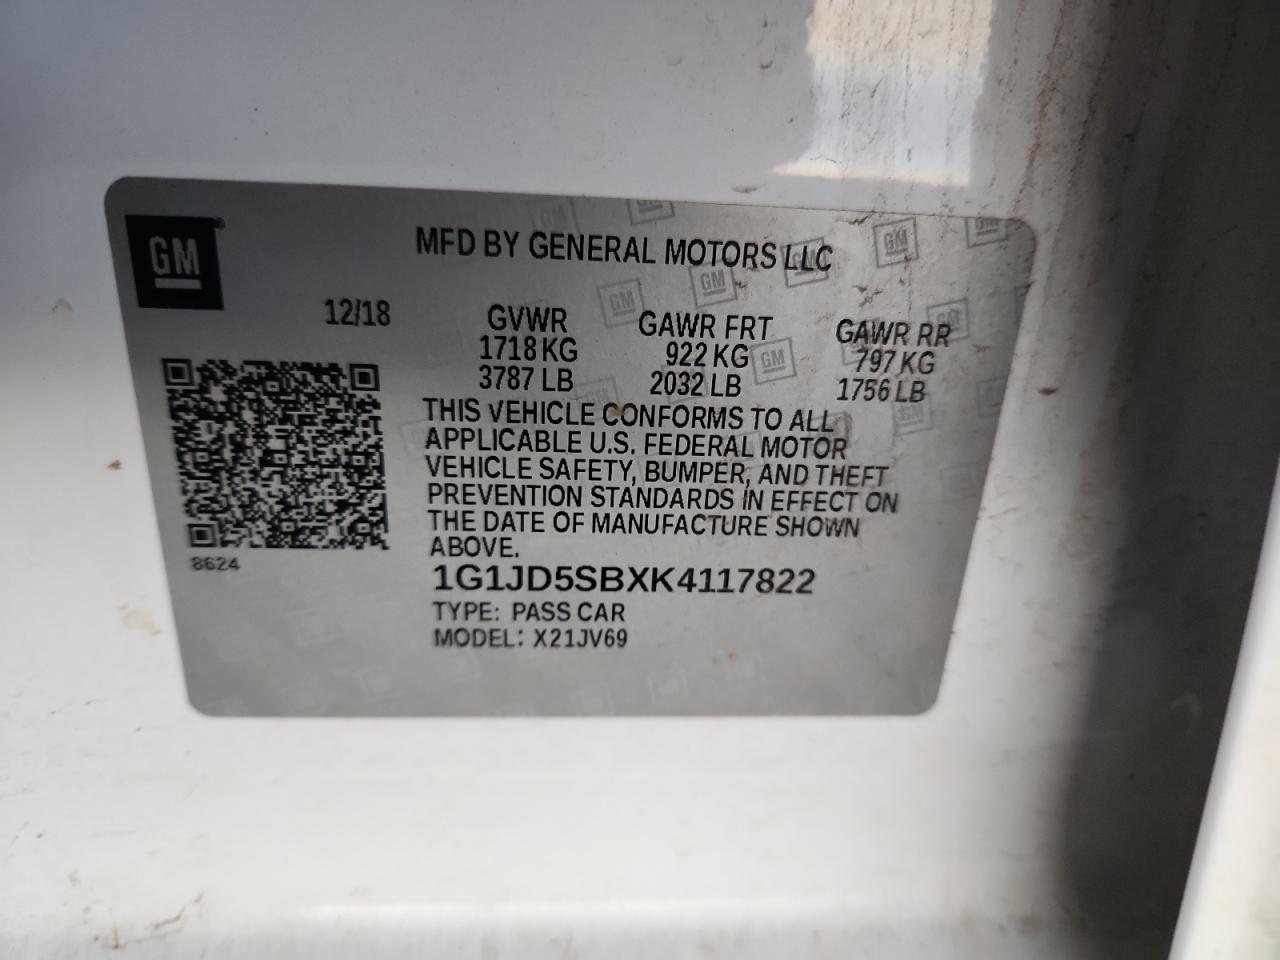 GM
MFD BY GENERAL MOTORS LLC
12/18
GVWR
1718 KG
3787 LB
GAWR FRT
922 KG
2032 LB
GAWR RR
797 KG
1756 LB
THIS VEHICLE CONFORMS TO ALL
APPLICABLE U.S. FEDERAL MOTOR
VEHICLE SAFETY, BUMPER, AND THEFT
PREVENTION STANDARDS IN EFFECT ON
THE DATE OF MANUFACTURE SHOWN
ABOVE.
8624
1G1JD5SBXK4117822
TYPE: PASS CAR
MODEL: X21JV69